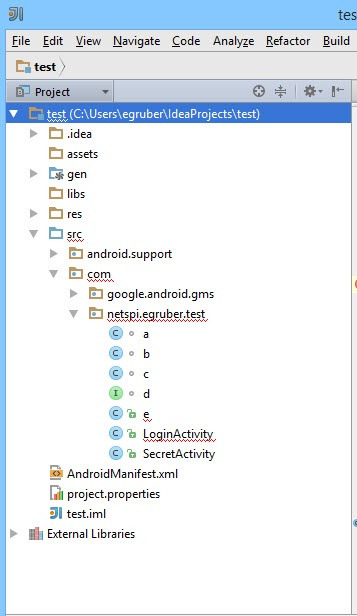 tes
File Edit View Navigate Code Analyze Refactor Build
test
Project
test (C:\Users\egruber\IdeaProjects\test)
.idea
assets
gen
libs
res
src
android.support
com
google.android.gms
netspi.egruber.test
C a
C b
C c
I d
C e
C LoginActivity
C SecretActivity
AndroidManifest.xml
project.properties
test.iml
External Libraries